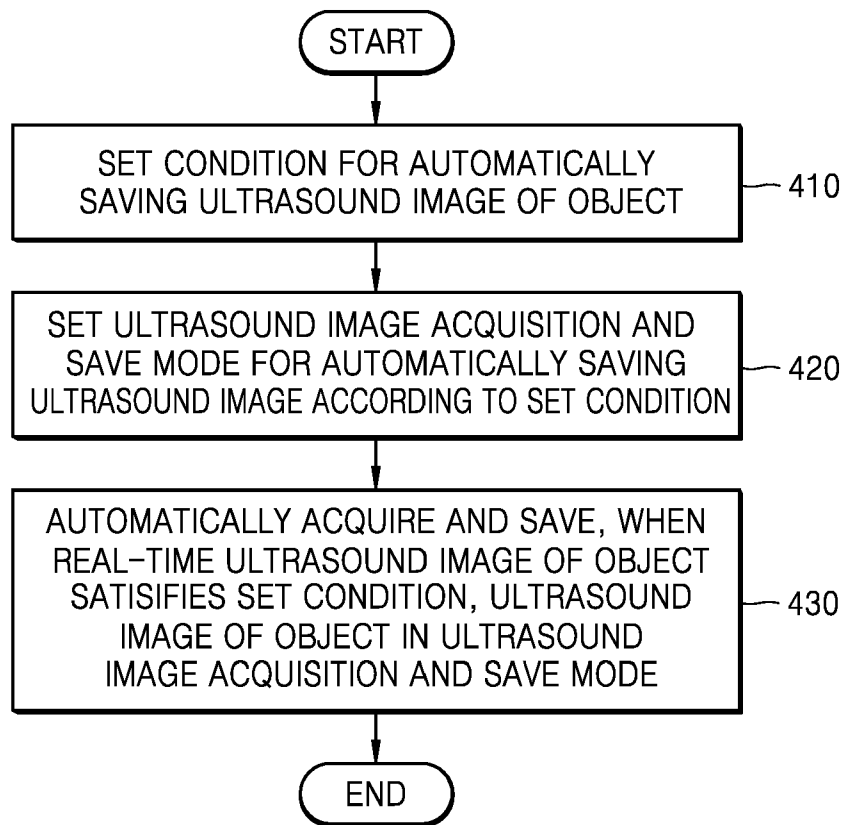 START
SET CONDITION FOR AUTOMATICALLY
SAVING ULTRASOUND IMAGE OF OBJECT
410
SET ULTRASOUND IMAGE ACQUISITION AND
SAVE MODE FOR AUTOMATICALLY SAVING
ULTRASOUND IMAGE ACCORDING TO SET CONDITION
420
AUTOMATICALLY ACQUIRE AND SAVE, WHEN
REAL-TIME ULTRASOUND IMAGE OF OBJECT
SATISIFIES SET CONDITION, ULTRASOUND
IMAGE OF OBJECT IN ULTRASOUND
IMAGE ACQUISITION AND SAVE MODE
430
END